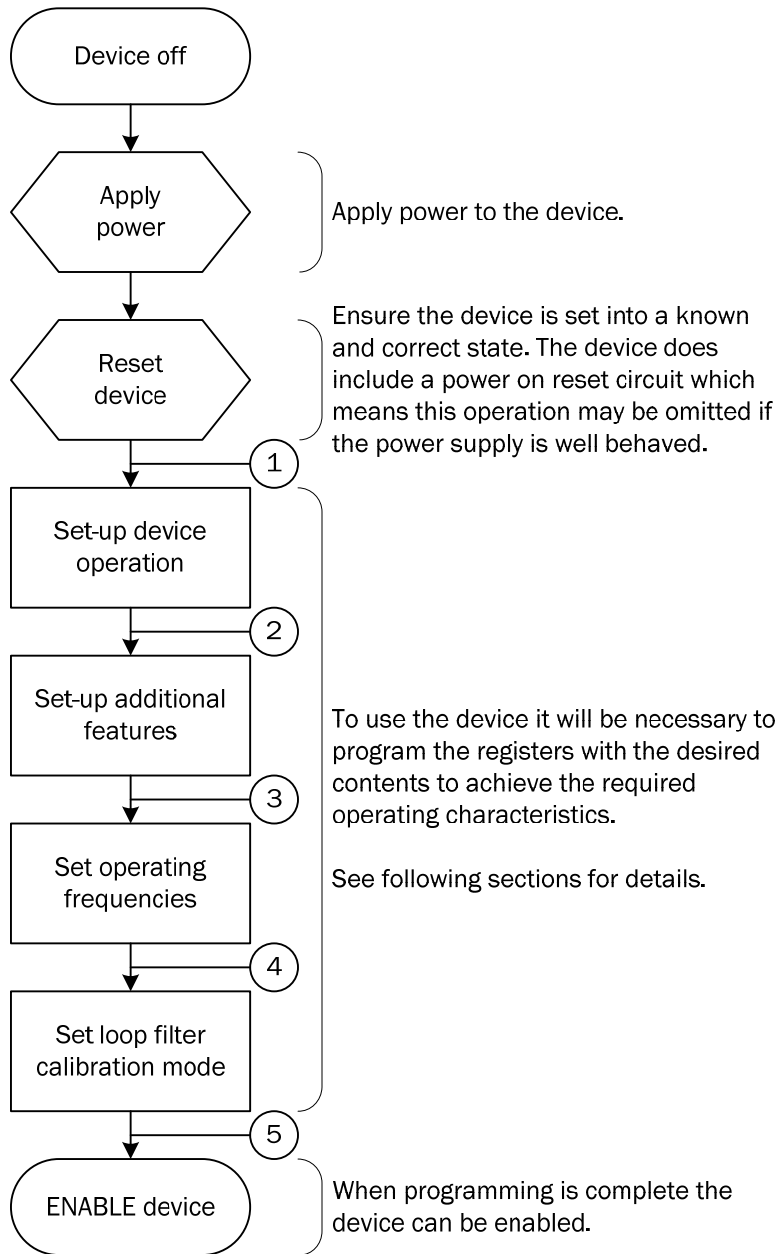 Device off
Apply
power
Apply power to the device.
Reset
device
Ensure the device is set into a known
and correct state. The device does
include a power on reset circuit which
means this operation may be omitted if
the power supply is well behaved.
1
Set-up device
operation
2
Set-up additional
features
3
Set operating
frequencies
4
Set loop filter
calibration mode
To use the device it will be necessary to
program the registers with the desired
contents to achieve the required
operating characteristics.
See following sections for details.
5
ENABLE device
When programming is complete the
device can be enabled.